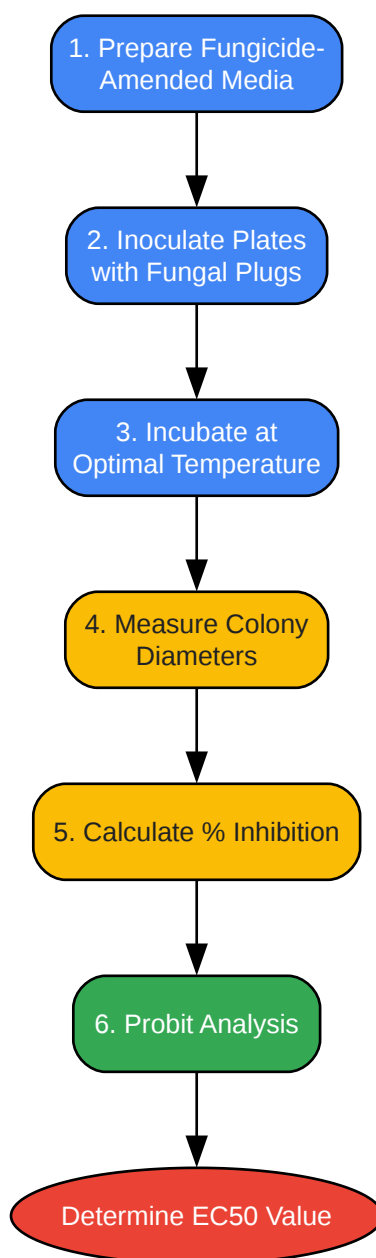 1. Prepare Fungicide-
Amended Media
2. Inoculate Plates
with Fungal Plugs
3. Incubate at
Optimal Temperature
4. Measure Colony
Diameters
5. Calculate % Inhibition
6. Probit Analysis
Determine EC50 Value